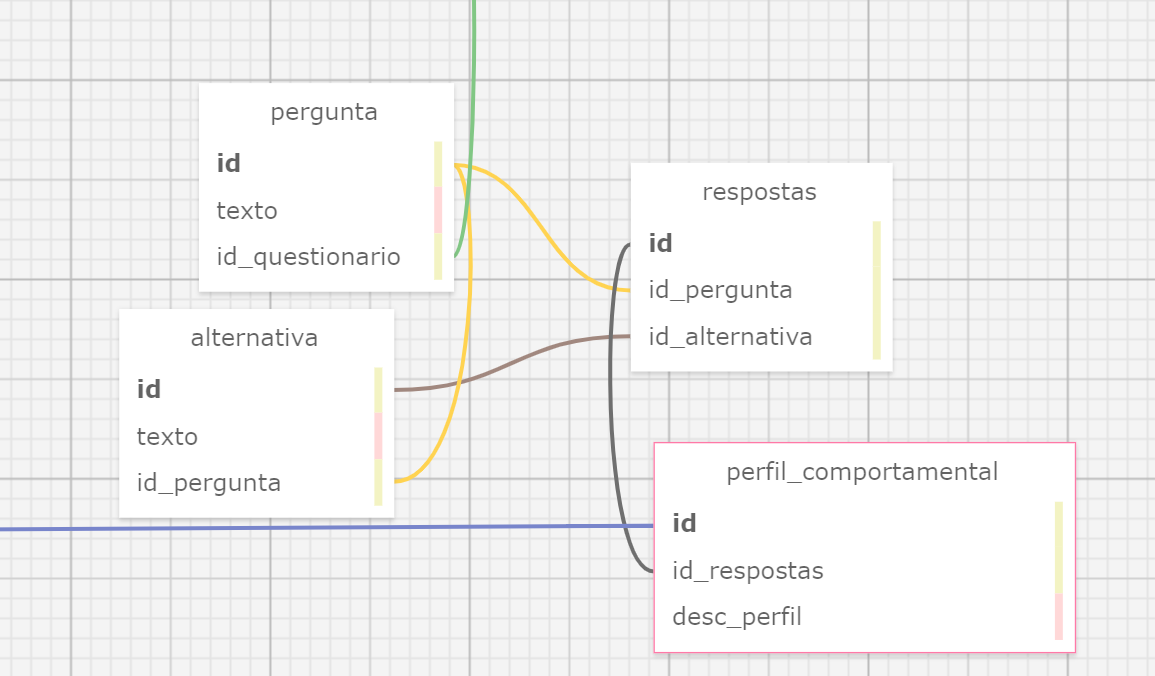 pergunta
id
texto
id_questionario
respostas
id
id_pergunta
id_alternativa
alternativa
id
texto
id_pergunta
perfil_comportamental
id
id_respostas
desc_perfil